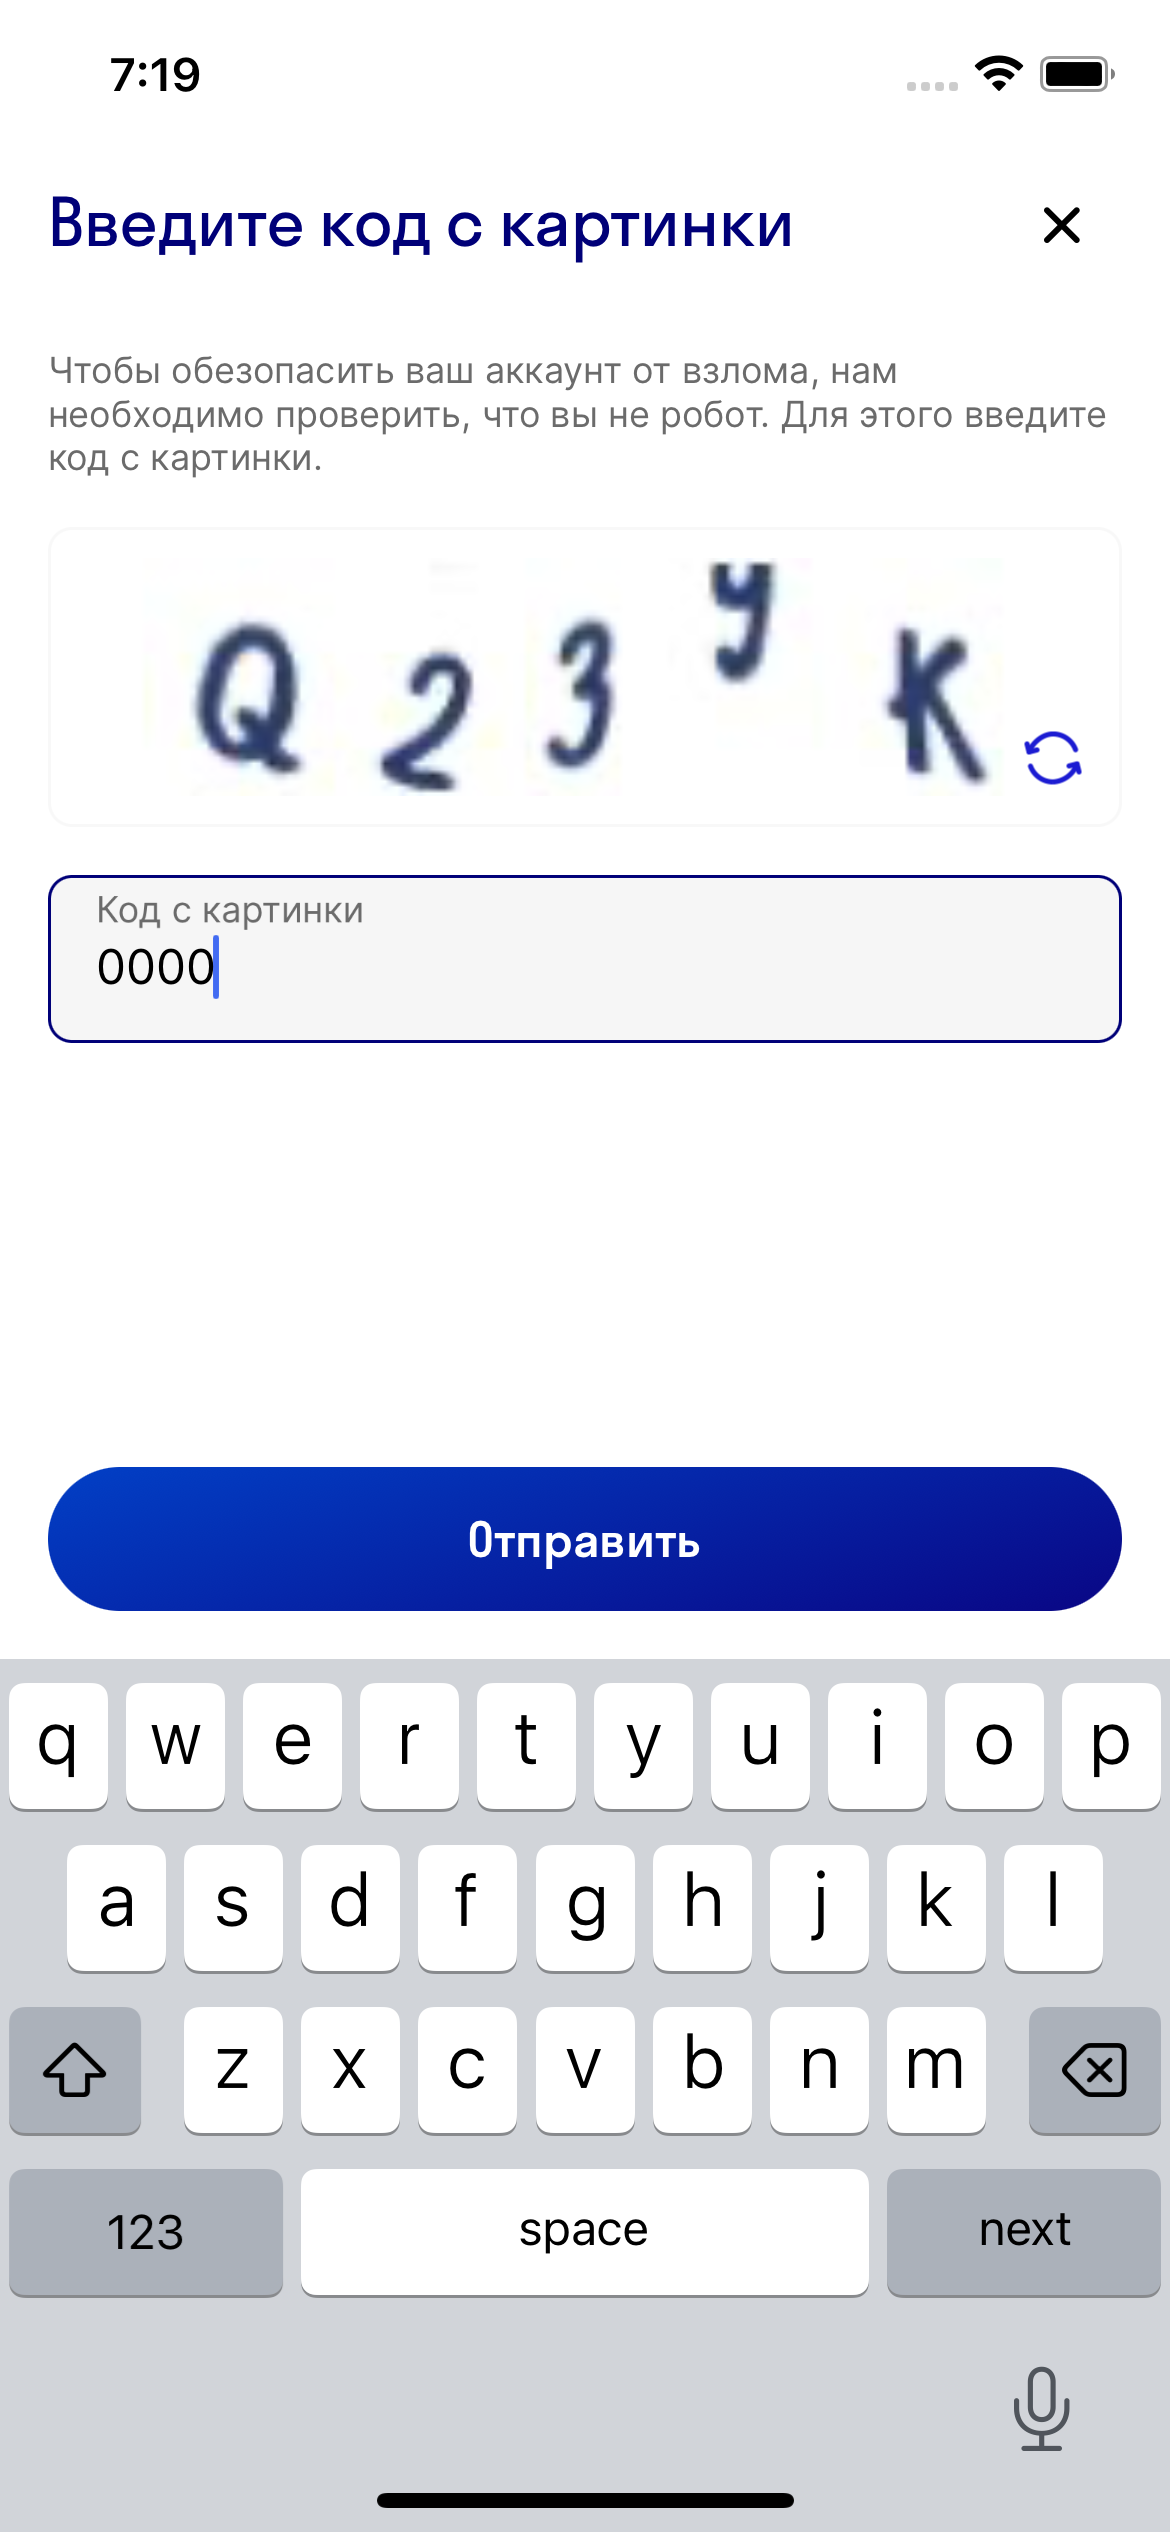 7:19
Введите код с картинки
Чтобы обезопасить ваш аккаунт от взлома, нам
необходимо проверить, что вы не робот. Для этого введите
код с картинки.
Q 2 3 y K
Код с картинки
0000
Отправить
q w e r t y u i o p
a s d f g h j k l
z x c v b n m
123 space next